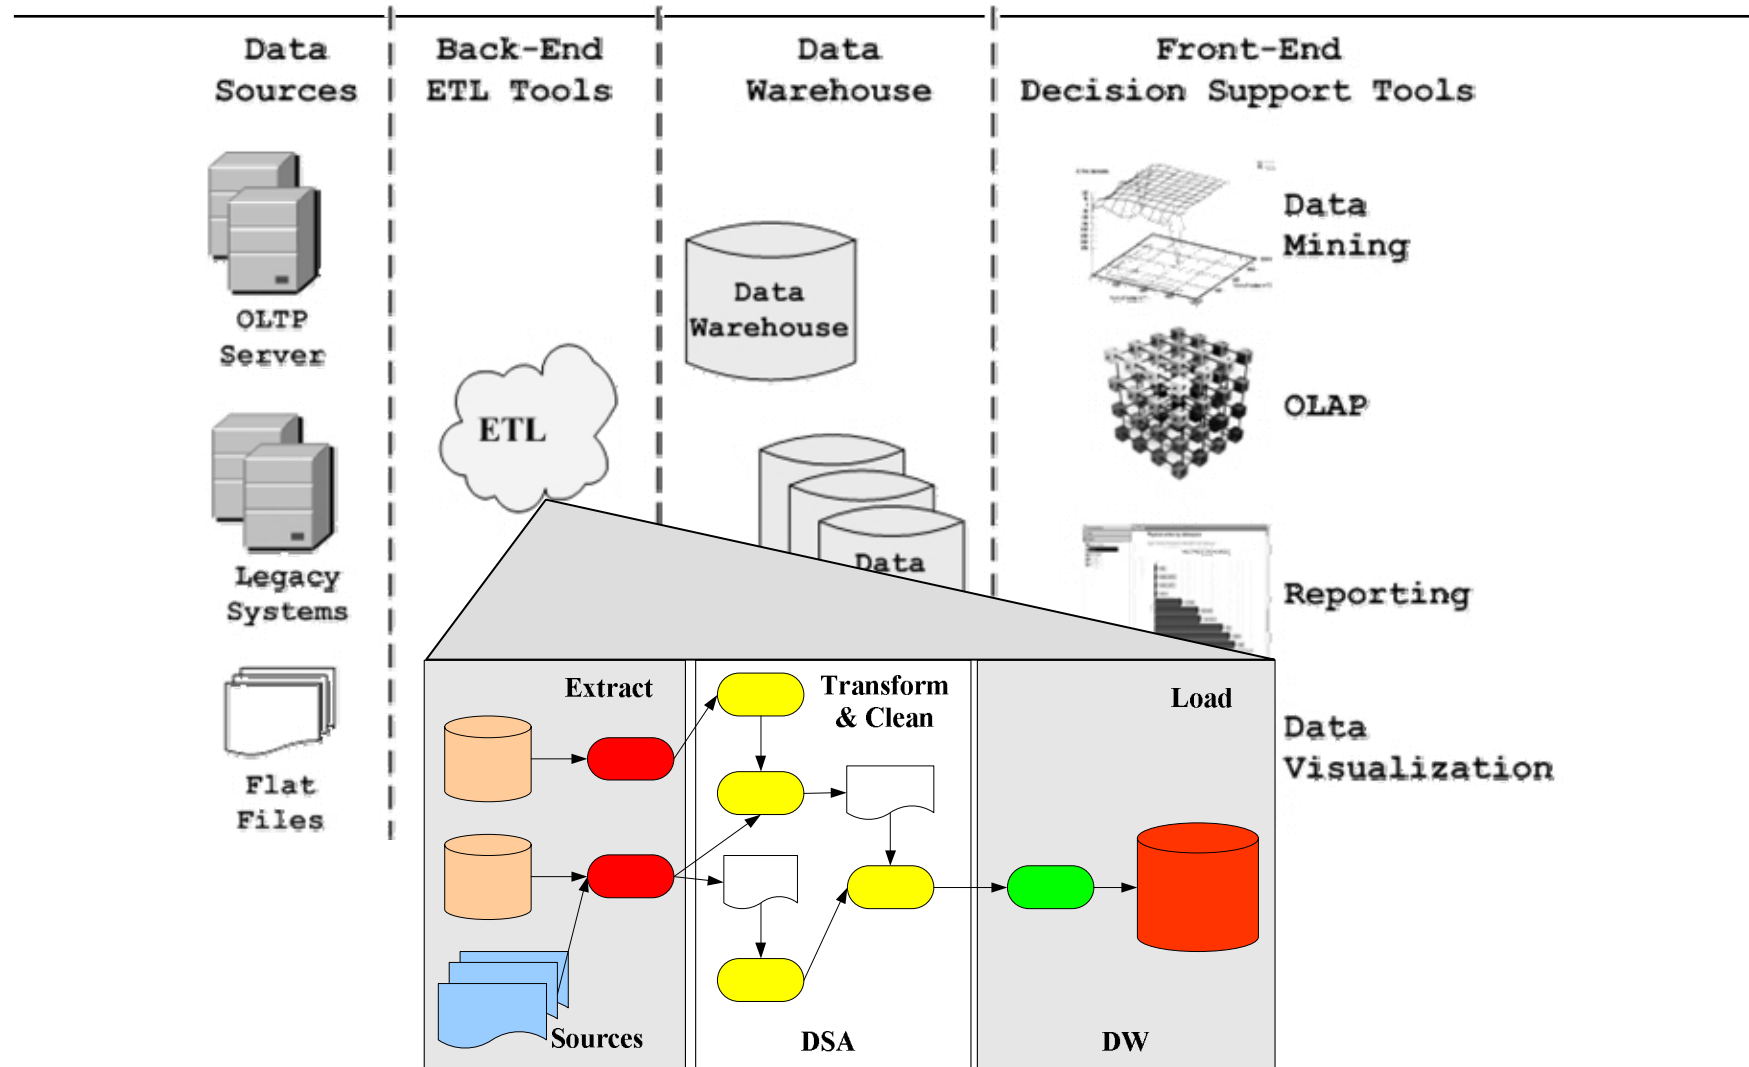 Data
Sources
Back-End
ETL Tools
Data
Warehouse
Front-End
Decision Support Tools
OLTP
Server
Legacy
Systems
Flat
Files
ETL
Data
Warehouse
Data
Data
Mining
OLAP
Reporting
Data
Visualization
Extract
Transform
& Clean
Load
Sources
DSA
DW